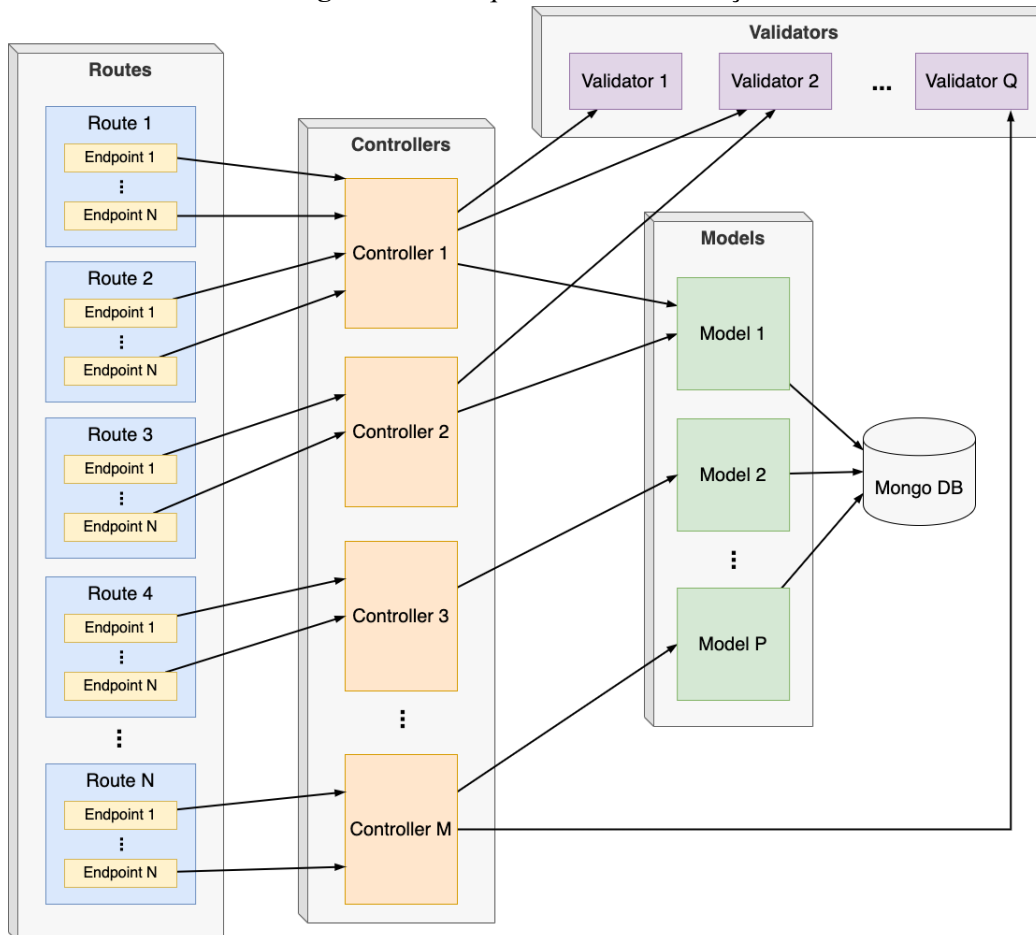 Validators
Validator 1
Validator 2
...
Validator Q
Routes
Route 1
Endpoint 1
Endpoint N
Route 2
Endpoint 1
Endpoint N
Route 3
Endpoint 1
Endpoint N
Route 4
Endpoint 1
Endpoint N
Route N
Endpoint 1
Endpoint N
Controllers
Controller 1
Controller 2
Controller 3
Controller M
Models
Model 1
Model 2
Model P
Mongo DB